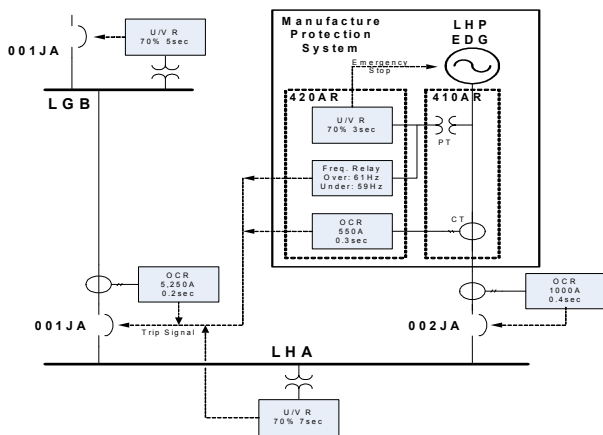 001JA
U/V R
70% 5sec
LGB
Manufacture
Protection
System
LHP
EDG
Emergency
Stop
420AR
410AR
U/V R
70% 3sec
PT
Freq. Relay
Over: 61Hz
Under: 59Hz
OCR
550A
0.3sec
CT
OCR
5,250A
0.2sec
OCR
1000A
0.4sec
001JA
Trip Signal
002JA
LHA
U/V R
70% 7sec